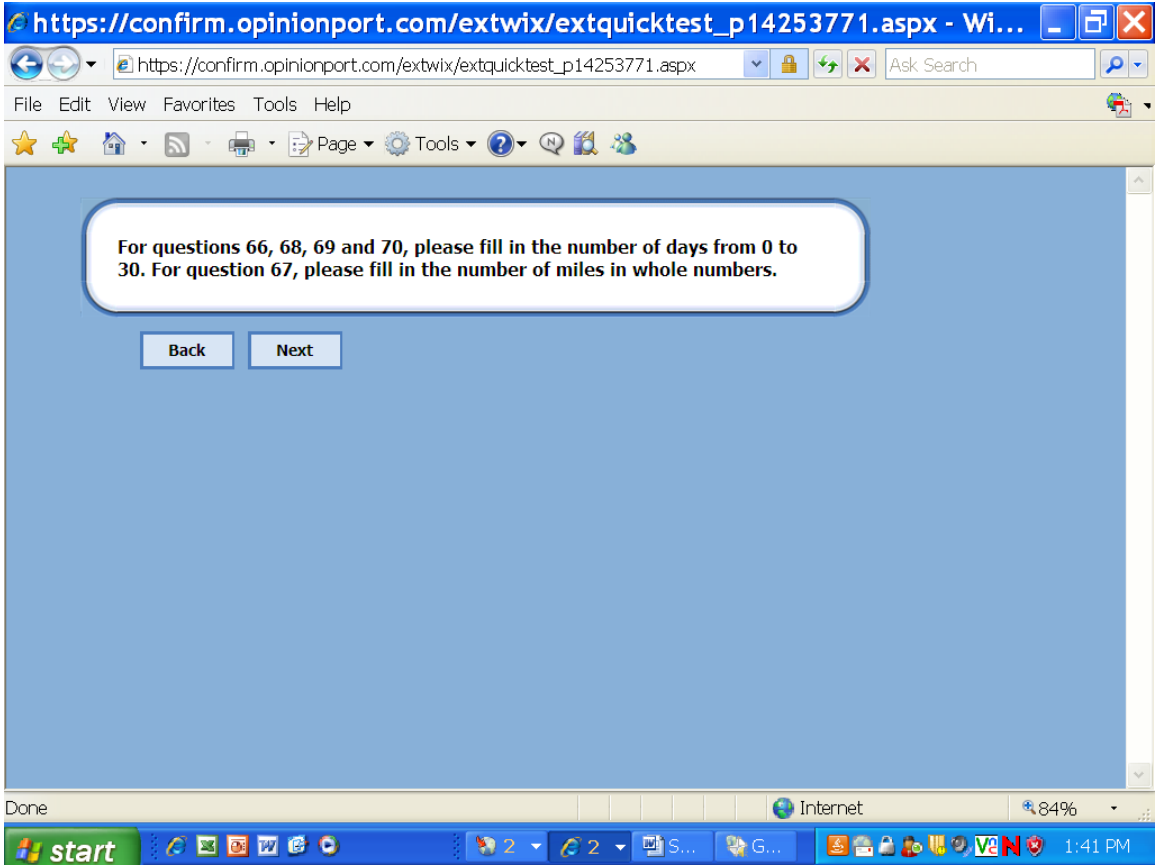 https://confirm.opinionport.com/extwix/extquicktest_p14253771.aspx - Wi...
https://confirm.opinionport.com/extwix/extquicktest_p14253771.aspx Ask Search
File Edit View Favorites Tools Help
Page Tools
For questions 66, 68, 69 and 70, please fill in the number of days from 0 to
30. For question 67, please fill in the number of miles in whole numbers.
Back Next
Done Internet 84%
start 2 2 S... G... 1:41 PM